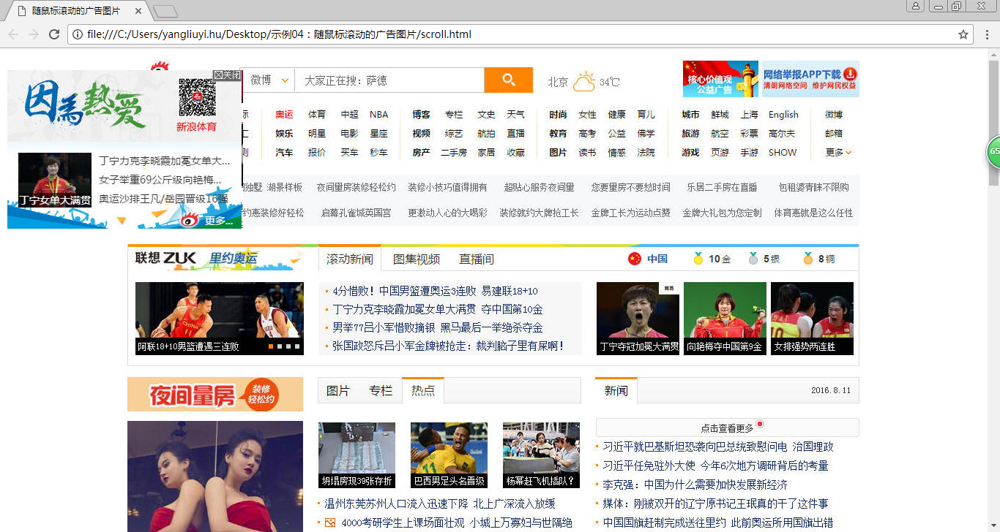 随鼠标滚动的广告图片
file:///C:/Users/yangliuyi.hu/Desktop/示例04：随鼠标滚动的广告图片/scroll.html
因为热爱
关闭
新浪体育
丁宁力克李晓霞加冕女单大...
女子举重69公斤级向艳梅...
奥运沙排王凡/岳园晋级16强
丁宁女单大满贯
更多...
微博 大家正在搜：萨德
北京 34℃
核心价值观
公益广告
网络举报APP下载
清朗网络空间 维护网民权益
奥运 体育 中超 NBA 博客 专栏 文史 天气 时尚 女性 健康 育儿 城市 鲜城 上海 English 微博
娱乐 明星 电影 星座 视频 综艺 航拍 直播 教育 高考 公益 佛学 旅游 航空 彩票 高尔夫 邮箱
汽车 报价 买车 秒车 房产 二手房 家居 收藏 图片 读书 情感 法院 游戏 页游 手游 SHOW 更多
65
独墅 湖景样板 夜间量房装修轻松约 装修小技巧值得拥有 超贴心服务夜间量 您要量房不要愁时间 乐居二手房在直播 包租婆青睐不限购
约惠装修好轻松 启幕孔雀城英国宫 更激动人心的大喝彩 装修就约大牌抢工长 金牌工长为运动点赞 金牌大礼包为您定制 体育惠就是这么任性
联想 ZUK 里约奥运
滚动新闻 图集视频 直播间
中国 10金 5银 8铜
阿联18+10男篮遭遇三连败
4分惜败！中国男篮遭奥运3连败 易建联18+10
丁宁力克李晓霞加冕女单大满贯 夺中国第10金
男举77吕小军惜败摘银 黑马最后一举绝杀夺金
张国政怒斥吕小军金牌被抢走：裁判脑子里有屎啊！
丁宁夺冠加冕大满贯
向艳梅夺中国第9金
女排强势两连胜
夜间量房
装修
轻松约
图片 专栏 热点
新闻 2016.8.11
坍塌房现39张存折
巴西男足头名晋级
杨幂赶飞机插队？
温州东莞苏州人口流入迅速下降 北上广深流入放缓
4000考研学生上课场面壮观 小城上万寡妇与世隔绝
点击查看更多
习近平就巴基斯坦恐袭向巴总统致慰问电 治国理政
习近平任免驻外大使 今年6次地方调研背后的考量
李克强：中国为什么需要加快发展新经济
媒体：刚被双开的辽宁原书记王珉真的干了这件事
中国国旗赶制完成送往里约 此前奥运所用国旗出错